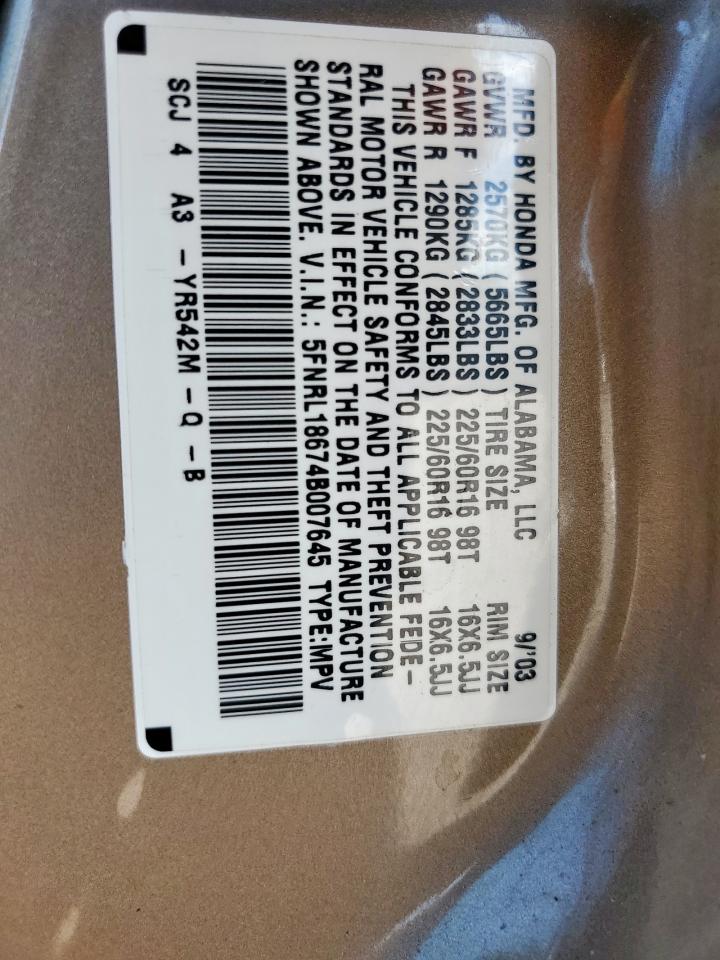 MFD. BY HONDA MFG. OF ALABAMA, LLC 9/'03
GVWR 2570KG ( 5665LBS ) TIRE SIZE RIM SIZE
GAWR F 1285KG ( 2833LBS ) 225/60R16 98T 16X6.5JJ
GAWR R 1290KG ( 2845LBS ) 225/60R16 98T 16X6.5JJ
THIS VEHICLE CONFORMS TO ALL APPLICABLE FEDE-
RAL MOTOR VEHICLE SAFETY AND THEFT PREVENTION
STANDARDS IN EFFECT ON THE DATE OF MANUFACTURE
SHOWN ABOVE. V.I.N.: 5FNRL18674B007645 TYPE:MPV
SCJ 4 A3 - YR542M - Q - B